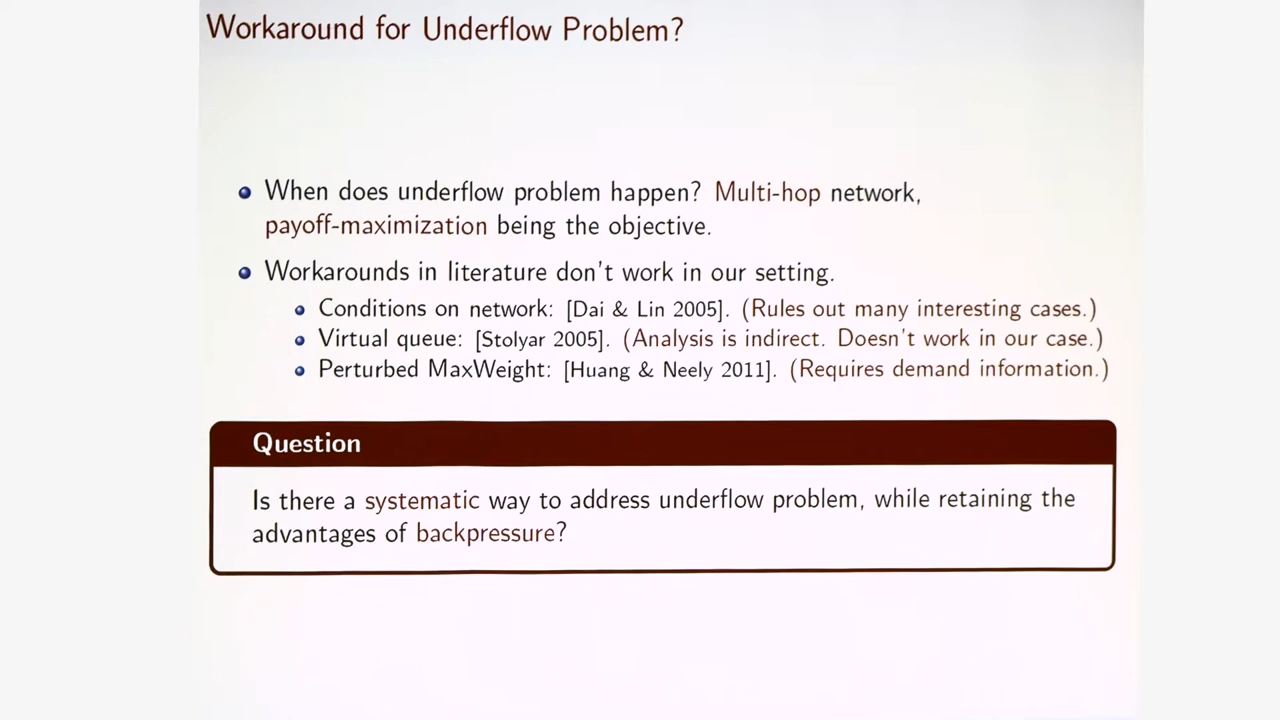 Workaround for Underflow Problem?
When does underflow problem happen? Multi-hop network,
payoff-maximization being the objective.
Workarounds in literature don't work in our setting.
Conditions on network: [Dai & Lin 2005]. (Rules out many interesting cases.)
Virtual queue: [Stolyar 2005]. (Analysis is indirect. Doesn't work in our case.)
Perturbed MaxWeight: [Huang & Neely 2011]. (Requires demand information.)
Question
Is there a systematic way to address underflow problem, while retaining the
advantages of backpressure?